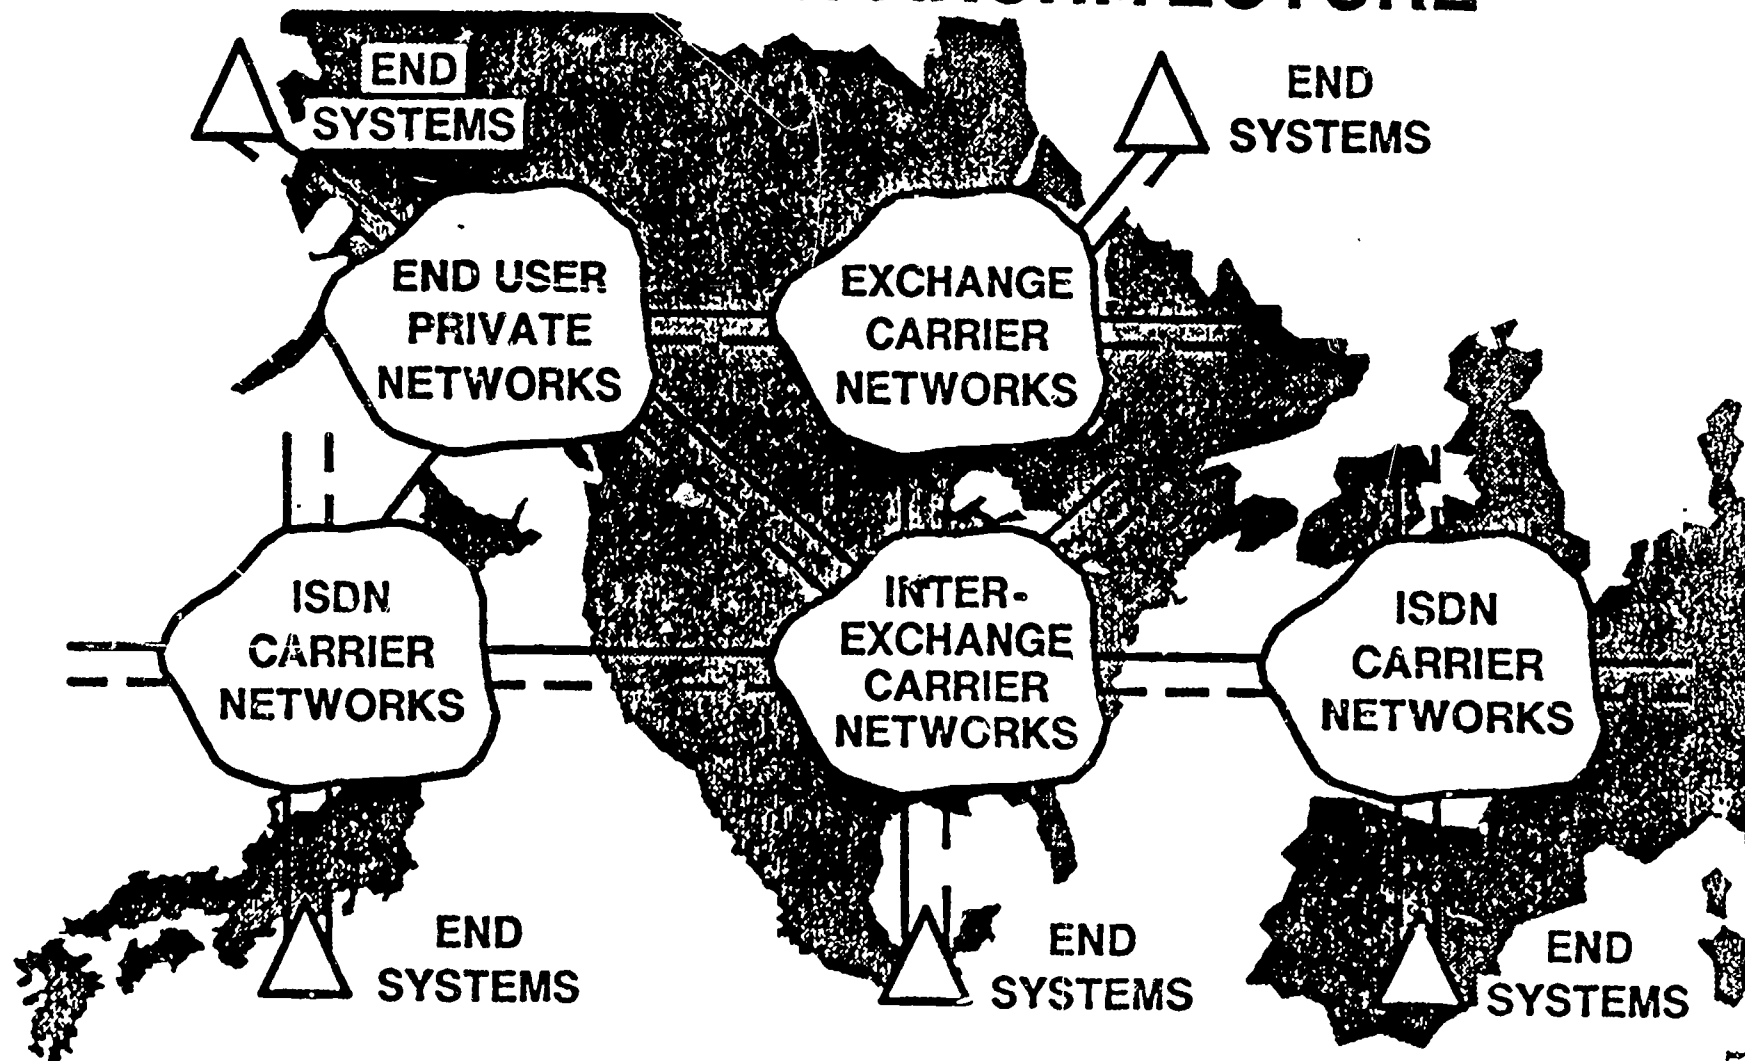 END
SYSTEMS
END
SYSTEMS
END USER
PRIVATE
NETWORKS
EXCHANGE
CARRIER
NETWORKS
ISDN
CARRIER
NETWORKS
INTER-
EXCHANGE
CARRIER
NETWORKS
ISDN
CARRIER
NETWORKS
END
SYSTEMS
END
SYSTEMS
END
SYSTEMS